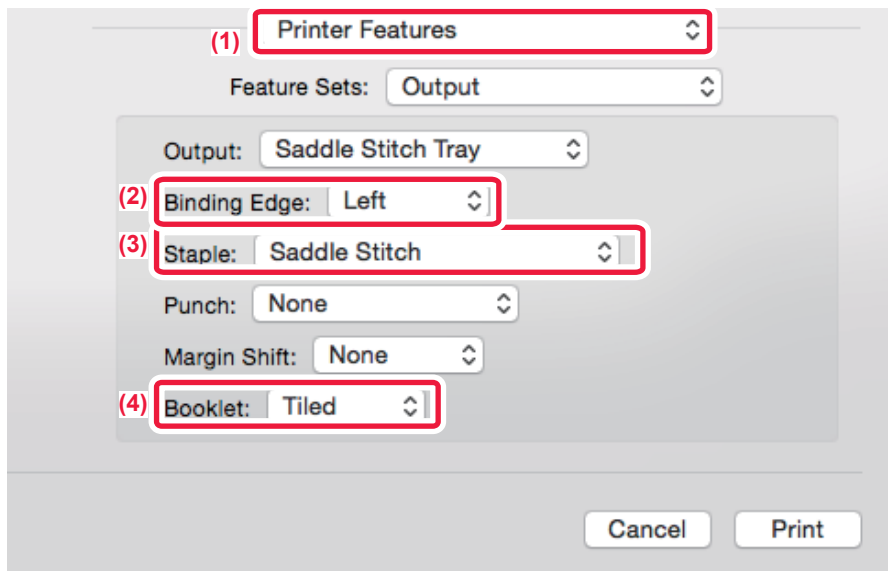 (1) Printer Features
Feature Sets: Output
Output: Saddle Stitch Tray
(2) Binding Edge: Left
(3) Staple: Saddle Stitch
Punch: None
Margin Shift: None
(4) Booklet: Tiled
Cancel Print